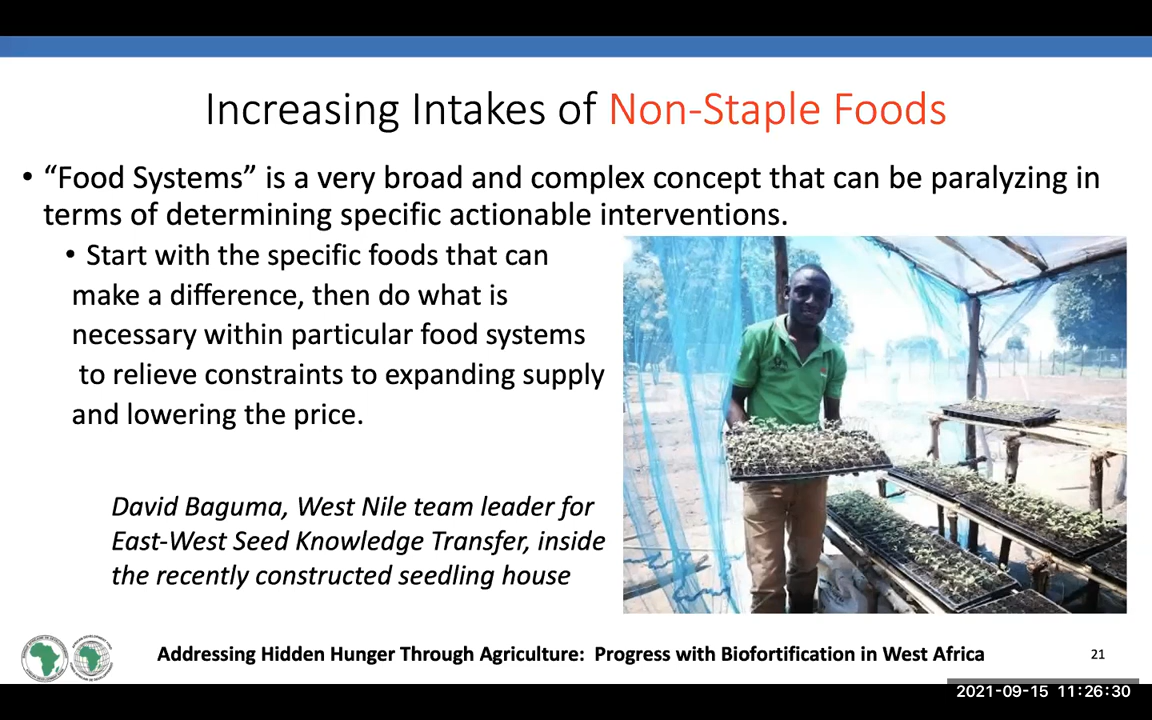 Increasing Intakes of Non-Staple Foods
• “Food Systems” is a very broad and complex concept that can be paralyzing in
terms of determining specific actionable interventions.
• Start with the specific foods that can
make a difference, then do what is
necessary within particular food systems
to relieve constraints to expanding supply
and lowering the price.
David Baguma, West Nile team leader for
East-West Seed Knowledge Transfer, inside
the recently constructed seedling house
Addressing Hidden Hunger Through Agriculture: Progress with Biofortification in West Africa
21
2021-09-15 11:26:30